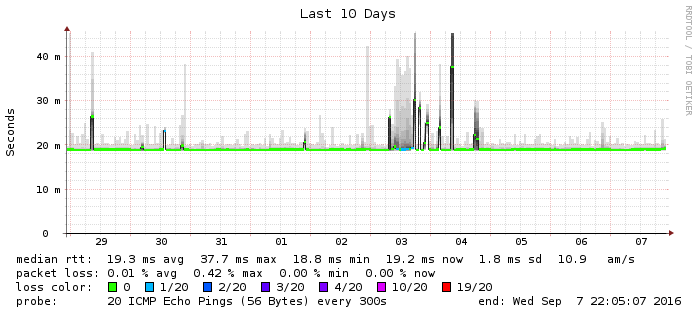 Last 10 Days
RRDTOOL / TOBI OETIKER
Seconds
40 m
30 m
20 m
10 m
0
29 30 31 01 02 03 04 05 06 07
median rtt: 19.3 ms avg 37.7 ms max 18.8 ms min 19.2 ms now 1.8 ms sd 10.9 am/s
packet loss: 0.01 % avg 0.42 % max 0.00 % min 0.00 % now
loss color: 0 1/20 2/20 3/20 4/20 10/20 19/20
probe: 20 ICMP Echo Pings (56 Bytes) every 300s end: Wed Sep 7 22:05:07 2016